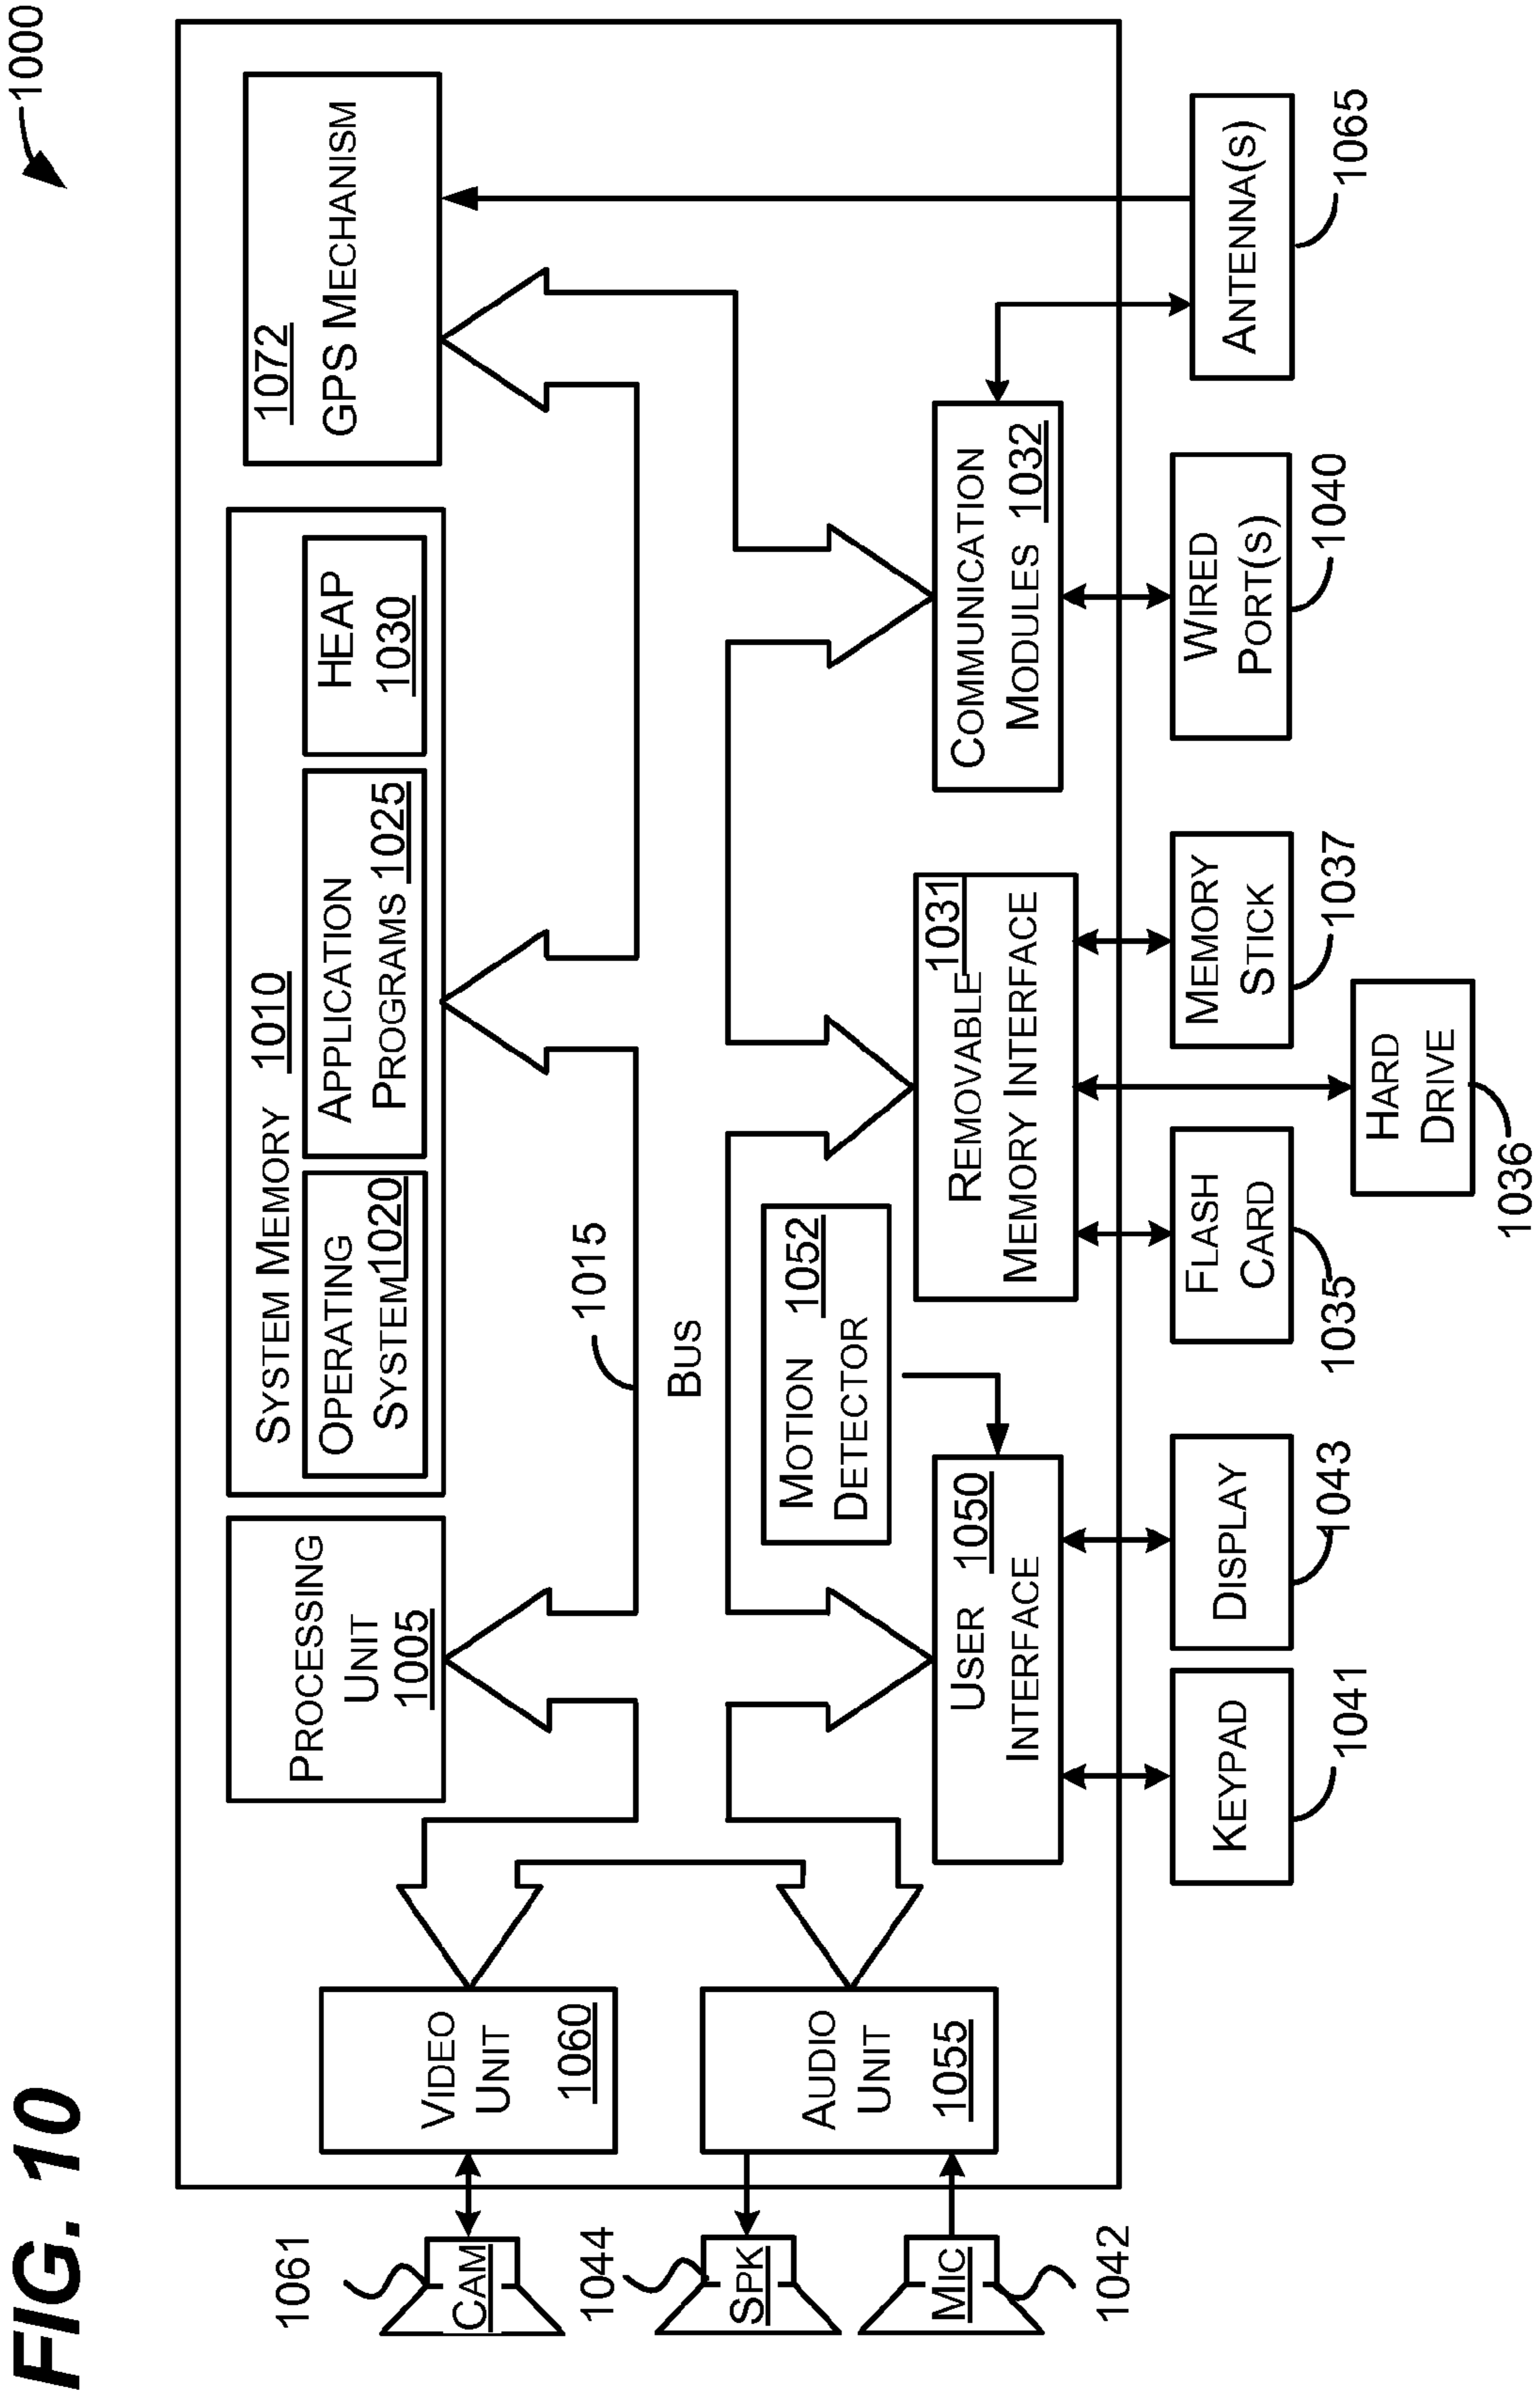 FIG. 10
1000
PROCESSING
UNIT
1005
SYSTEM MEMORY 1010
OPERATING
SYSTEM 1020
APPLICATION
PROGRAMS 1025
HEAP
1030
1072
GPS MECHANISM
VIDEO
UNIT
1060
1061
CAM
1015
BUS
AUDIO
UNIT
1055
1044
SPK
MIC
1042
MOTION 1052
DETECTOR
USER 1050
INTERFACE
1031
REMOVABLE
MEMORY INTERFACE
COMMUNICATION
MODULES 1032
KEYPAD
1041
DISPLAY
1043
FLASH
CARD
1035
MEMORY
STICK
1037
WIRED
PORT(S)
1040
ANTENNA(S)
1065
HARD
DRIVE
1036